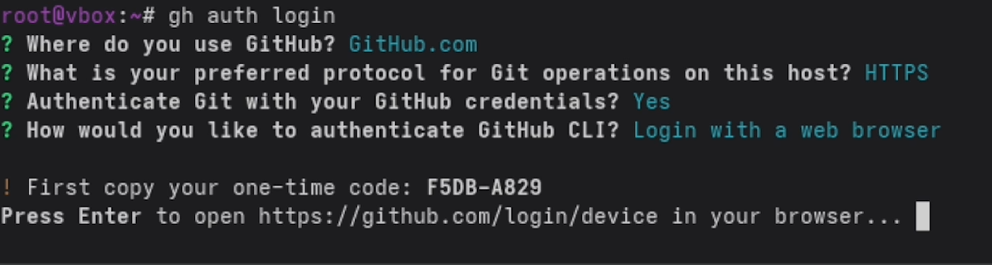 root@vbox:~# gh auth login
? Where do you use GitHub? GitHub.com
? What is your preferred protocol for Git operations on this host? HTTPS
? Authenticate Git with your GitHub credentials? Yes
? How would you like to authenticate GitHub CLI? Login with a web browser
! First copy your one-time code: F5DB-A829
Press Enter to open https://github.com/login/device in your browser...